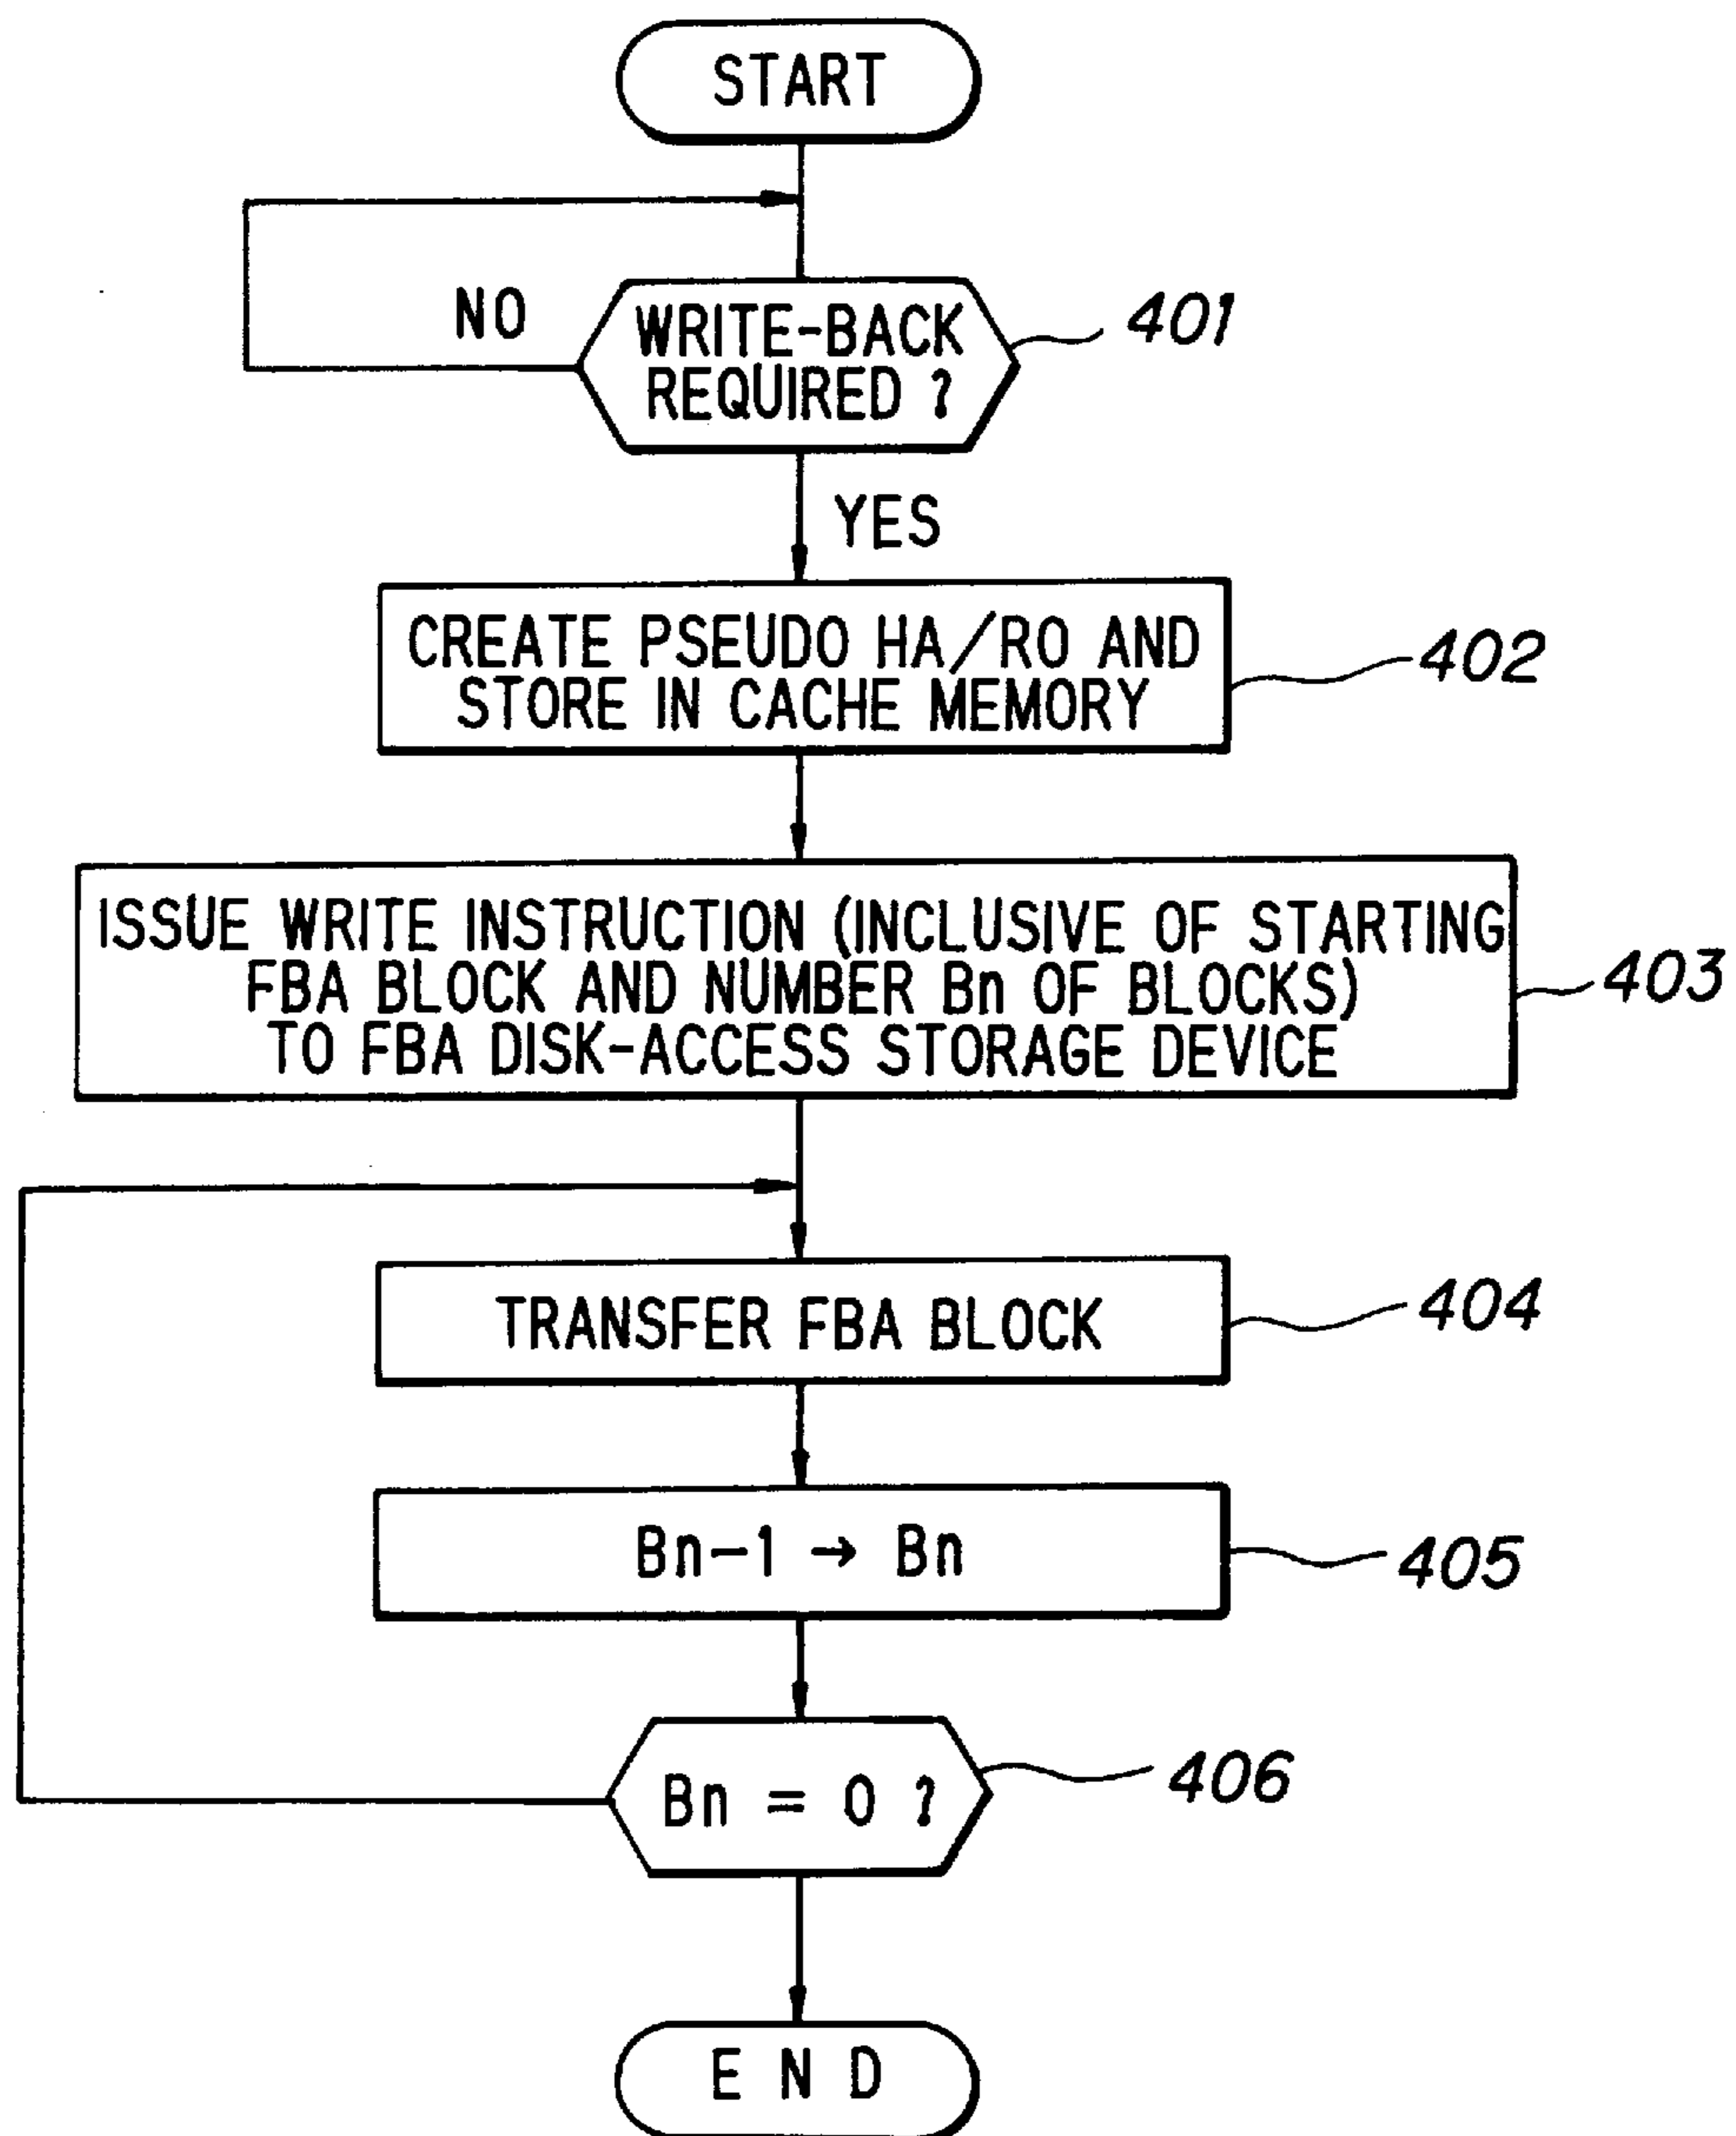 START
NO
WRITE-BACK
REQUIRED ?
401
YES
CREATE PSEUDO HA/RO AND
STORE IN CACHE MEMORY
402
ISSUE WRITE INSTRUCTION (INCLUSIVE OF STARTING
FBA BLOCK AND NUMBER Bn OF BLOCKS)
TO FBA DISK-ACCESS STORAGE DEVICE
403
TRANSFER FBA BLOCK
404
Bn-1 → Bn
405
Bn = 0 ?
406
END